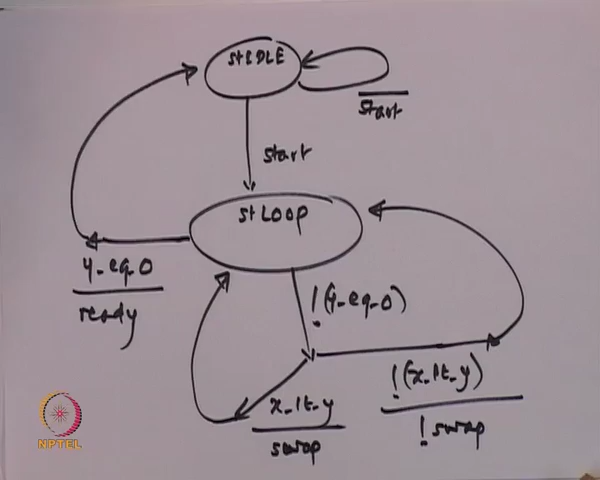 stIDLE
start
start
stLOOP
y_eq_0
ready
!(y_eq_0)
!(x_lt_y)
!swap
x_lt_y
swap
NPTEL